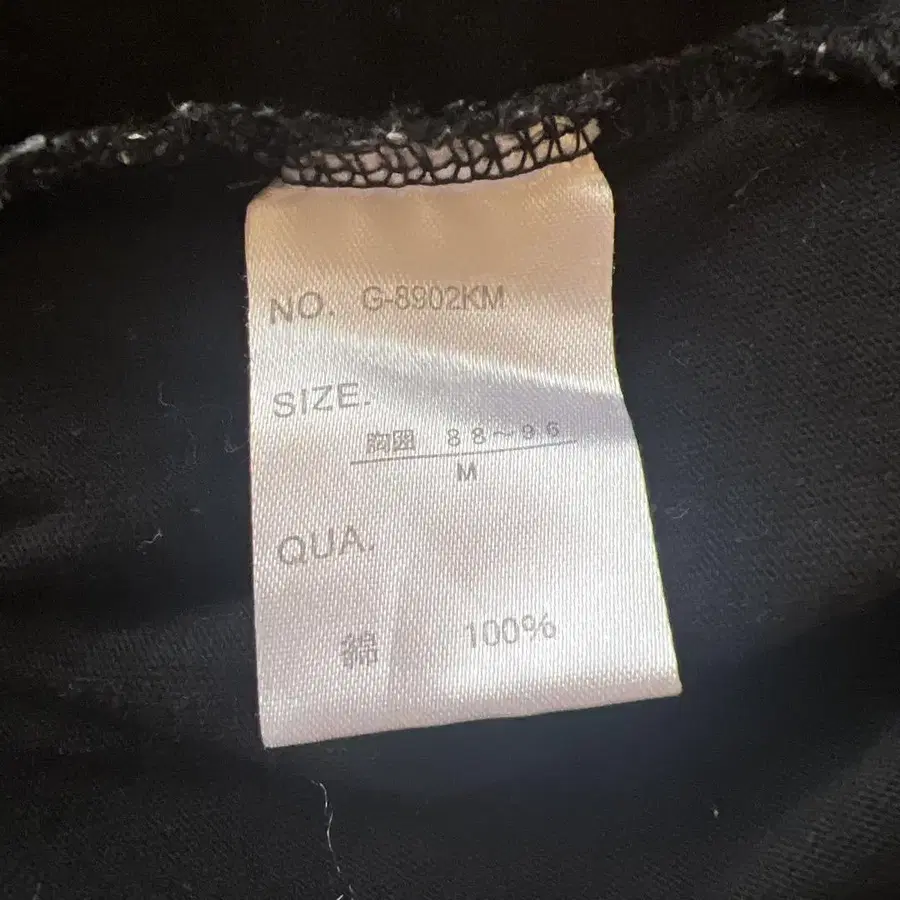 NO. G-8902KM
SIZE.
胸囲 88〜96
M
QUA.
綿 100%